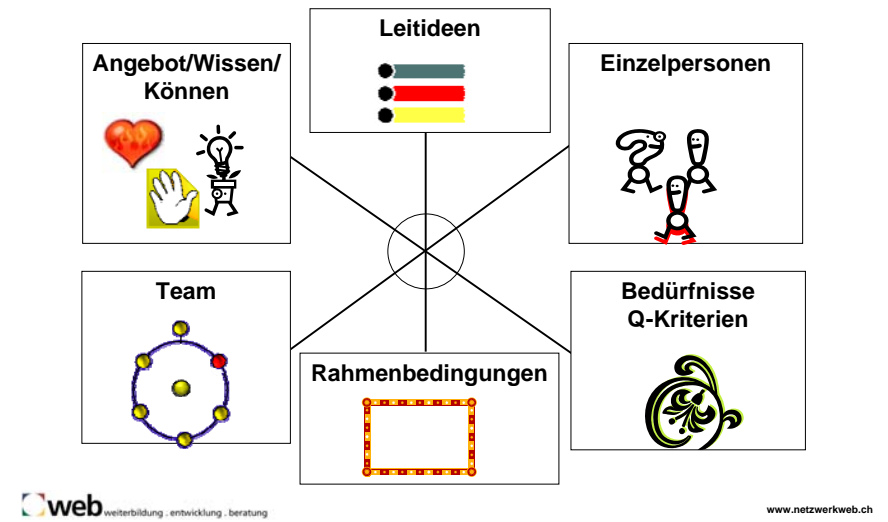 Leitideen
Angebot/Wissen/
Können
Einzelpersonen
Team
Rahmenbedingungen
Bedürfnisse
Q-Kriterien
web weiterbildung . entwicklung . beratung
www.netzwerkweb.ch